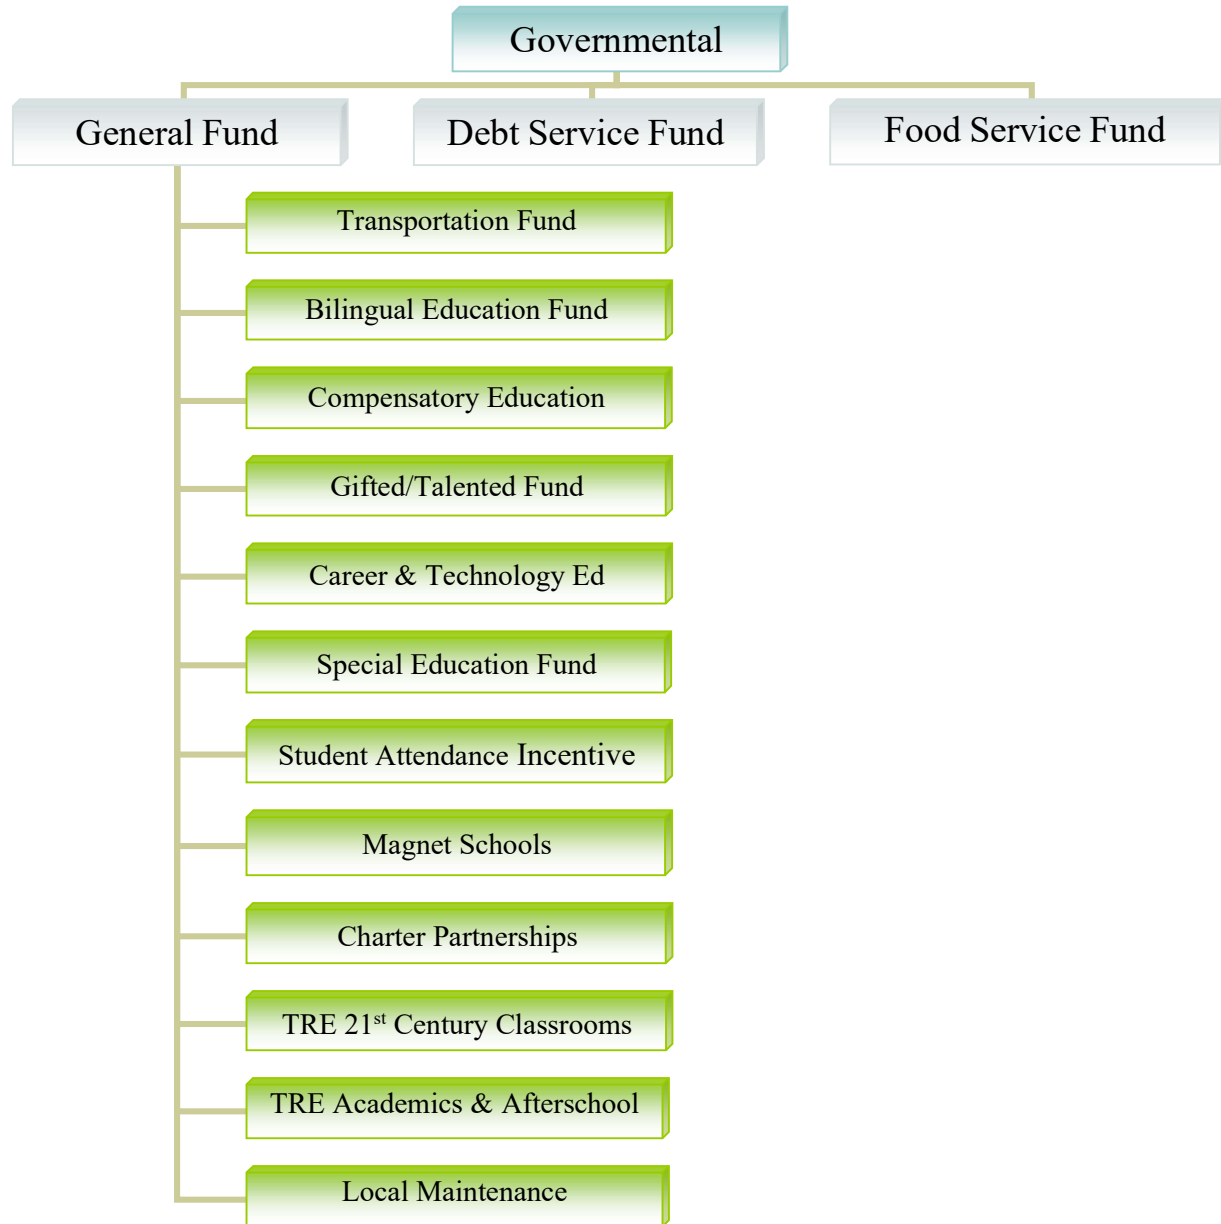 Governmental
General Fund
Debt Service Fund
Food Service Fund
Transportation Fund
Bilingual Education Fund
Compensatory Education
Gifted/Talented Fund
Career & Technology Ed
Special Education Fund
Student Attendance Incentive
Magnet Schools
Charter Partnerships
TRE 21st Century Classrooms
TRE Academics & Afterschool
Local Maintenance